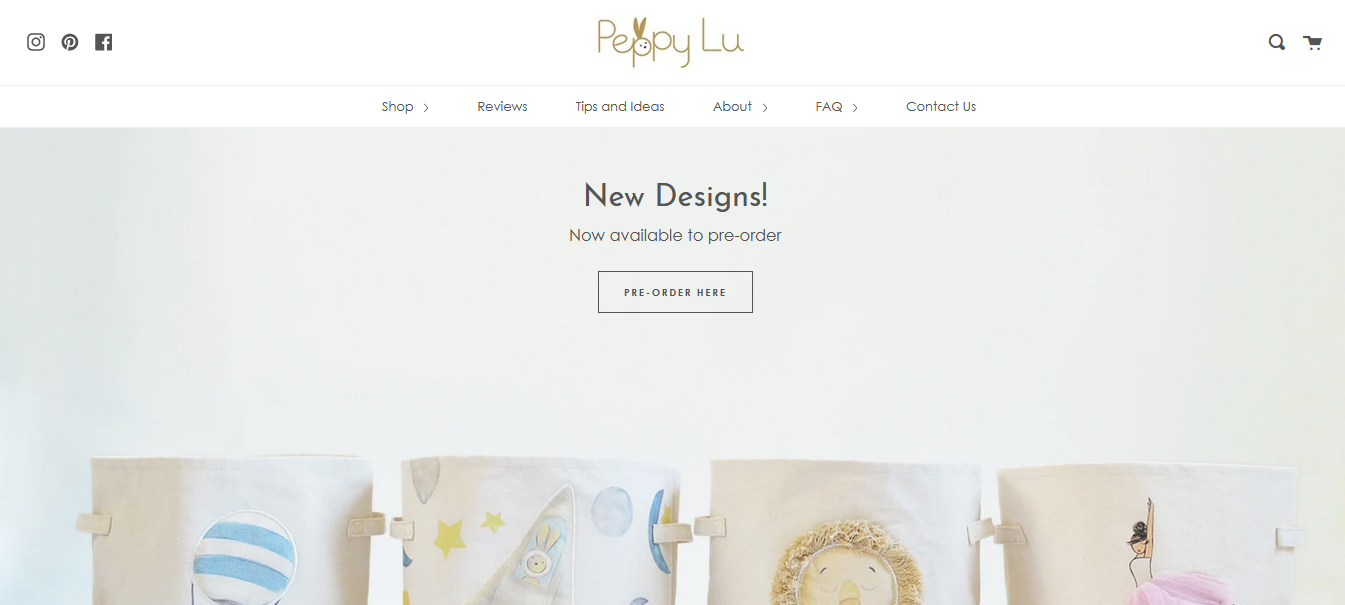 Peppy Lu
Shop Reviews Tips and Ideas About FAQ Contact Us
New Designs!
Now available to pre-order
PRE-ORDER HERE